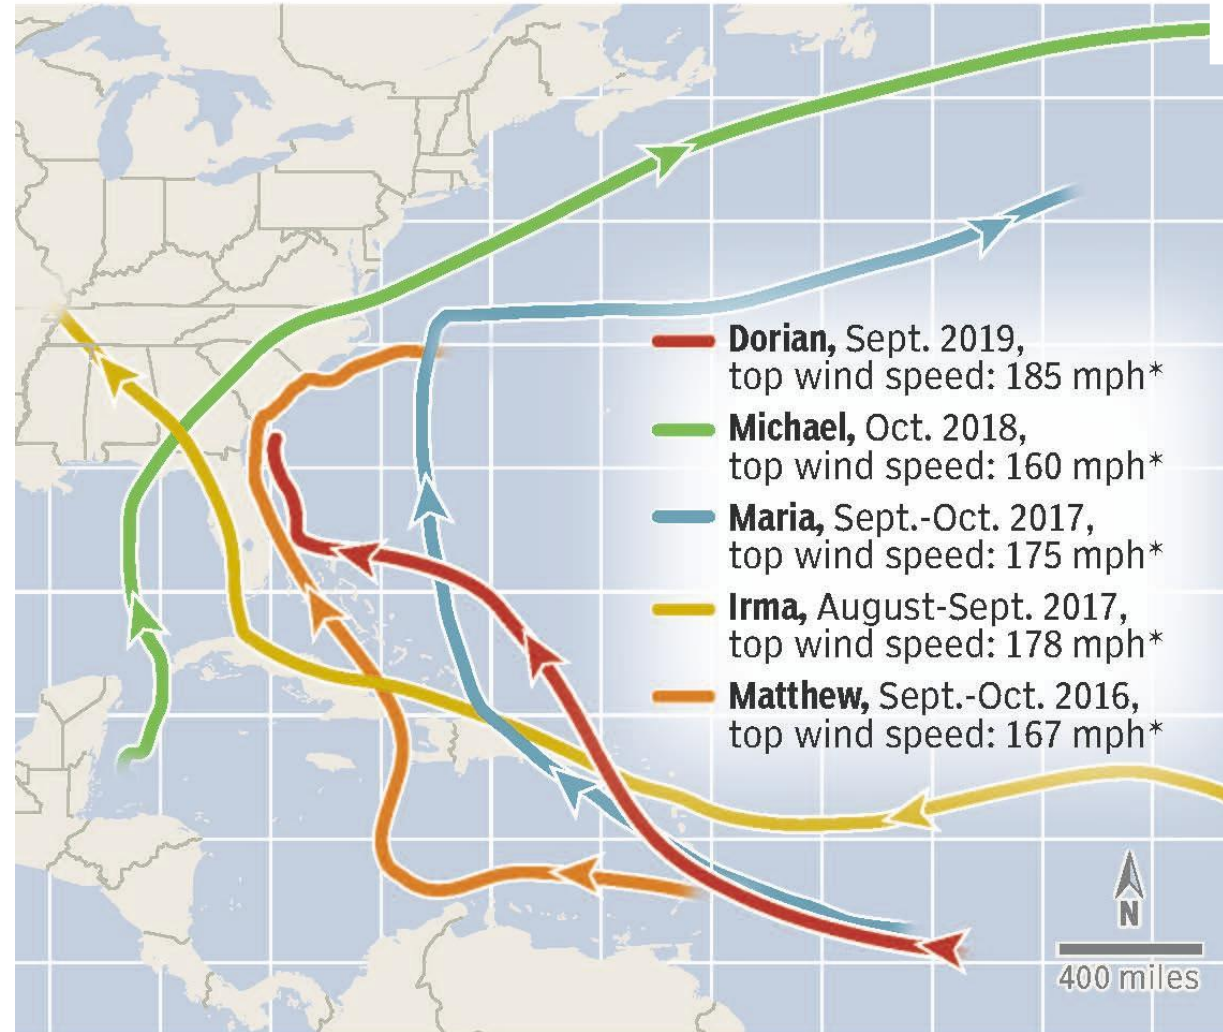 Dorian, Sept. 2019,
top wind speed: 185 mph*
Michael, Oct. 2018,
top wind speed: 160 mph*
Maria, Sept.-Oct. 2017,
top wind speed: 175 mph*
Irma, August-Sept. 2017,
top wind speed: 178 mph*
Matthew, Sept.-Oct. 2016,
top wind speed: 167 mph*
N
400 miles